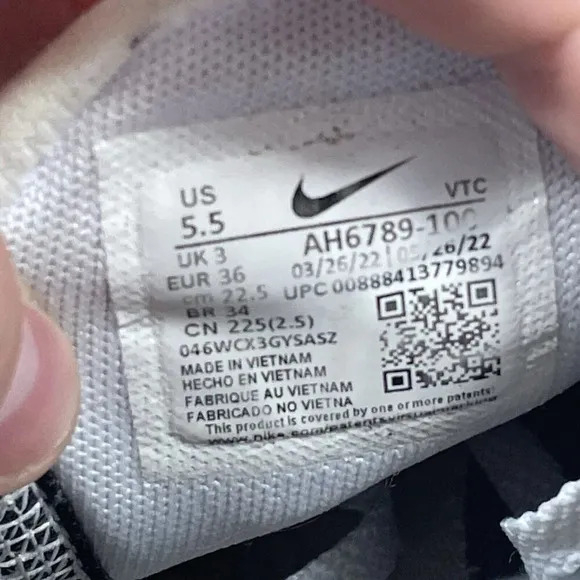 US
5.5
VTC
UK 3
AH6789-100
EUR 36
03/26/22 | 05/26/22
cm 22.5
UPC 00888413779894
BR 34
CN 225(2.5)
046WCX3GYSASZ
MADE IN VIETNAM
HECHO EN VIETNAM
FABRIQUE AU VIETNAM
FABRICADO NO VIETNA
This product is covered by one or more patents: